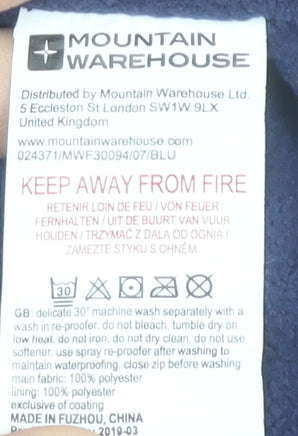 MOUNTAIN
WAREHOUSE
Distributed by Mountain Warehouse Ltd.
5 Eccleston St London SW1W 9LX
United Kingdom
www.mountainwarehouse.com
024371/MWF30094/07/BLU
KEEP AWAY FROM FIRE
RETENIR LOIN DE FEU / VON FEUER
FERNHALTEN / UIT DE BUURT VAN VUUR
HOUDEN / TRZYMAĆ Z DALA OD OGNIA /
ZAMEZTE STYKU S OHNĚM
30
GB: delicate 30° machine wash separately with a
wash in re-proofer. do not bleach. tumble dry on
low heat. do not iron. do not dry clean. do not use
softener. use spray re-proofer after washing to
maintain waterproofing. close zip before washing.
main fabric: 100% polyester
lining: 100% polyester
exclusive of coating
MADE IN FUZHOU, CHINA
2019-03